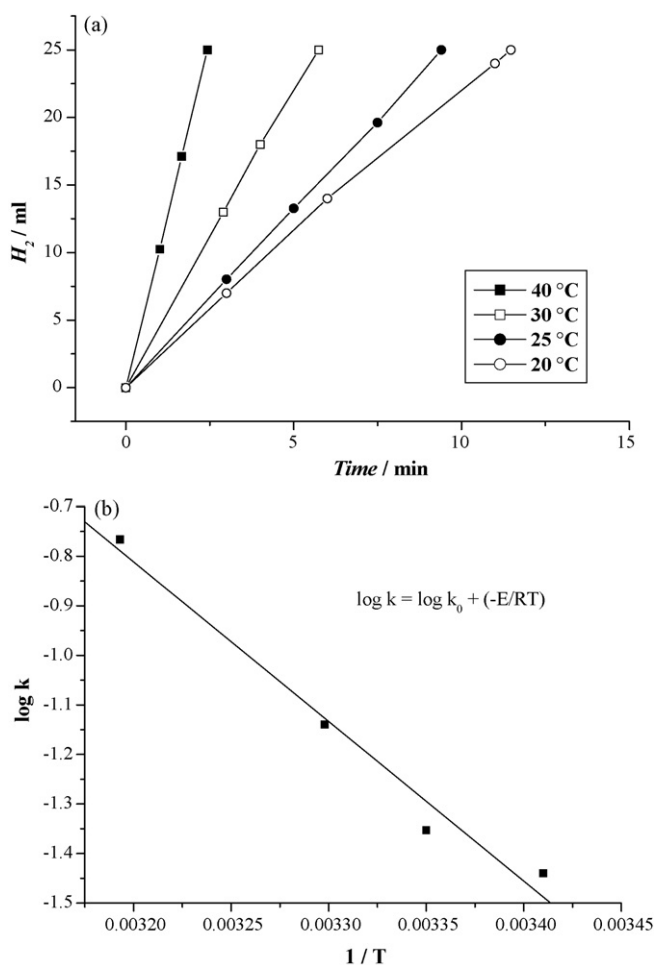 (a)
25
20
15
10
5
0
H₂ / ml
40 °C
30 °C
25 °C
20 °C
0 5 10 15
Time / min
(b)
-0.7
-0.8
-0.9
-1.0
-1.1
-1.2
-1.3
-1.4
-1.5
log k
log k₀ + (-E/RT)
0.00320 0.00325 0.00330 0.00335 0.00340 0.00345
1 / T